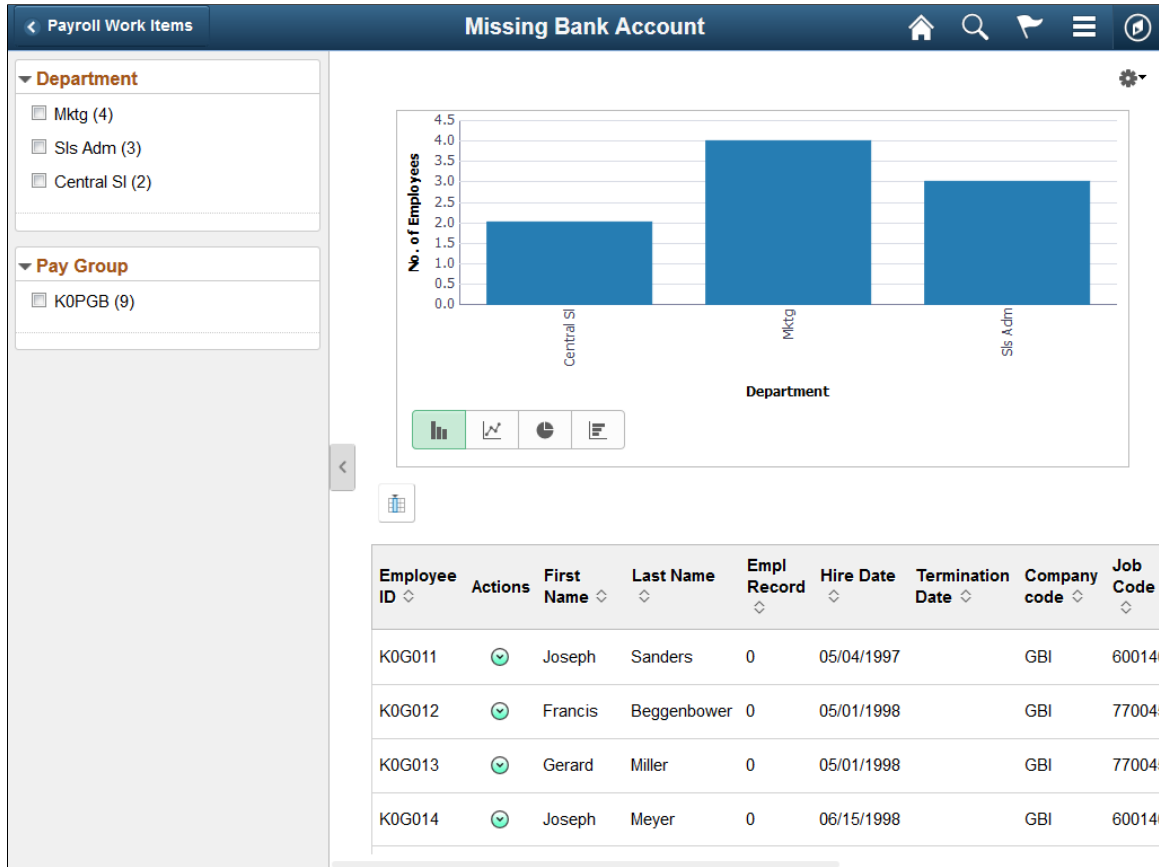 Payroll Work Items
Missing Bank Account
Department
Mktg (4)
Sls Adm (3)
Central Sl (2)
Pay Group
K0PGB (9)
No. of Employees
4.5
4.0
3.5
3.0
2.5
2.0
1.5
1.0
0.5
0.0
Central Sl
Mktg
Sls Adm
Department
Employee ID Actions First Name Last Name Empl Record Hire Date Termination Date Company code Job Code
K0G011 Joseph Sanders 0 05/04/1997 GBI
K0G012 Francis Beggenbower 0 05/01/1998 GBI
K0G013 Gerard Miller 0 05/01/1998 GBI
K0G014 Joseph Meyer 0 06/15/1998 GBI